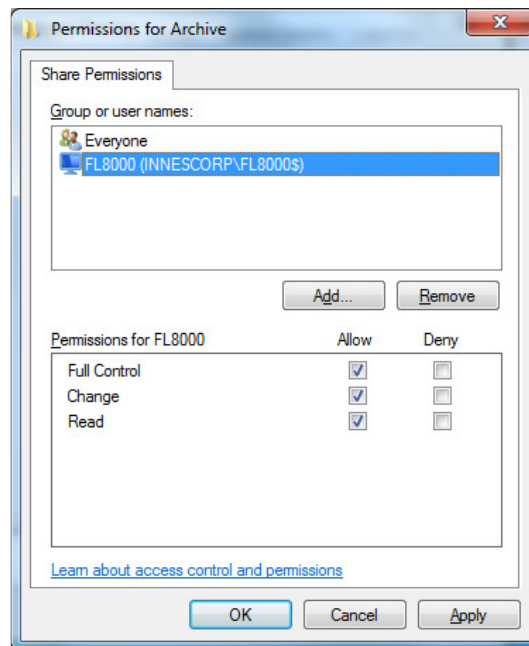 Permissions for Archive
Share Permissions
Group or user names:
Everyone
FL8000 (INNESCORP\FL8000$)
Add... Remove
Permissions for FL8000 Allow Deny
Full Control
Change
Read
Learn about access control and permissions
OK Cancel Apply